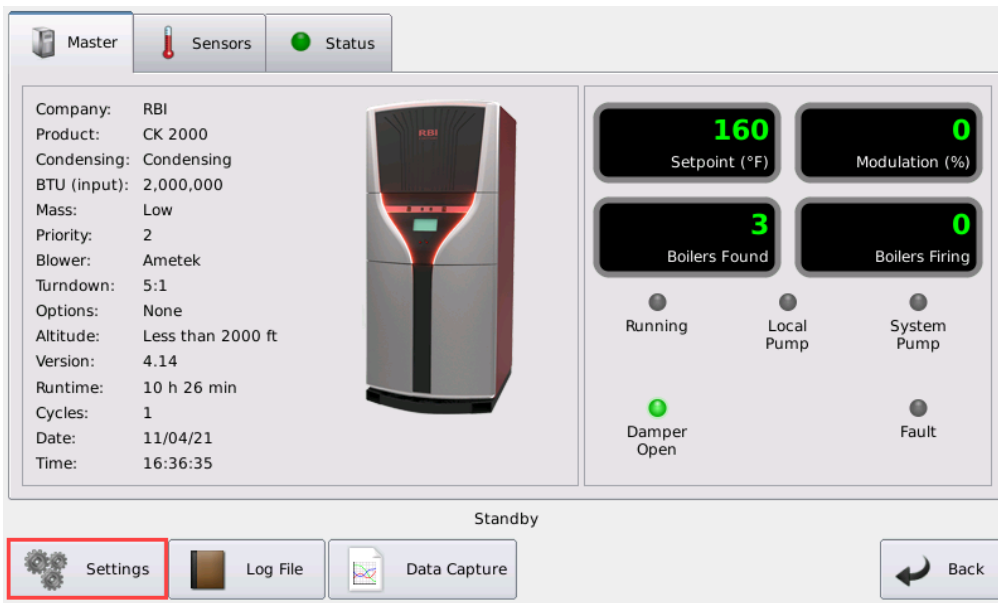 Master
Sensors
Status
Company: RBI
Product: CK 2000
Condensing: Condensing
BTU (input): 2,000,000
Mass: Low
Priority: 2
Blower: Ametek
Turndown: 5:1
Options: None
Altitude: Less than 2000 ft
Version: 4.14
Runtime: 10 h 26 min
Cycles: 1
Date: 11/04/21
Time: 16:36:35
RBI
160
Setpoint (°F)
0
Modulation (%)
3
Boilers Found
0
Boilers Firing
Running
Local
Pump
System
Pump
Damper
Open
Fault
Standby
Settings
Log File
Data Capture
Back